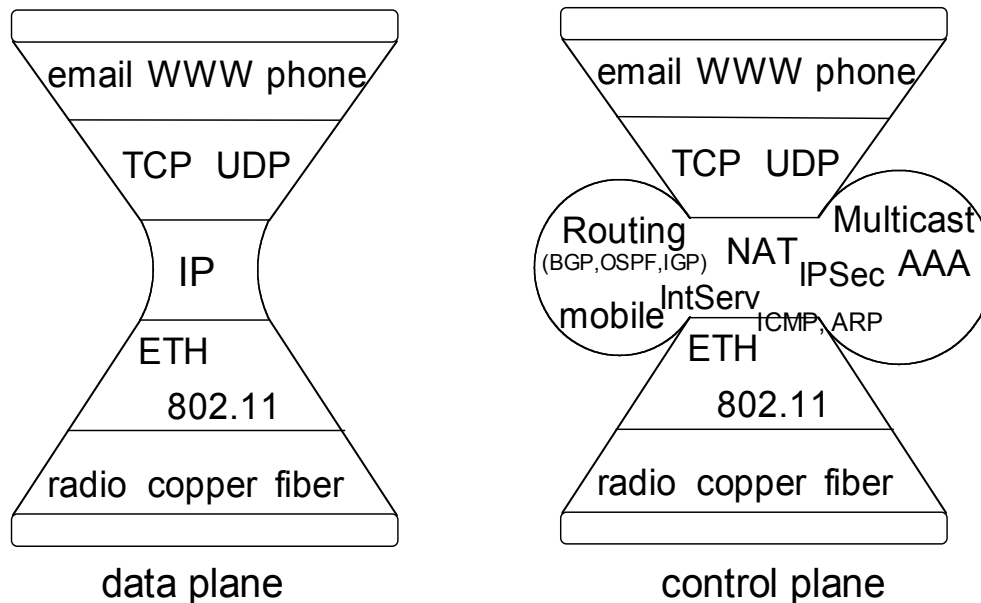 email WWW phone
TCP UDP
IP
ETH
802.11
radio copper fiber
data plane
email WWW phone
TCP UDP
Routing
(BGP,OSPF,IGP)
mobile
NAT
IntServ
IPSec
ICMP, ARP
Multicast
AAA
ETH
802.11
radio copper fiber
control plane